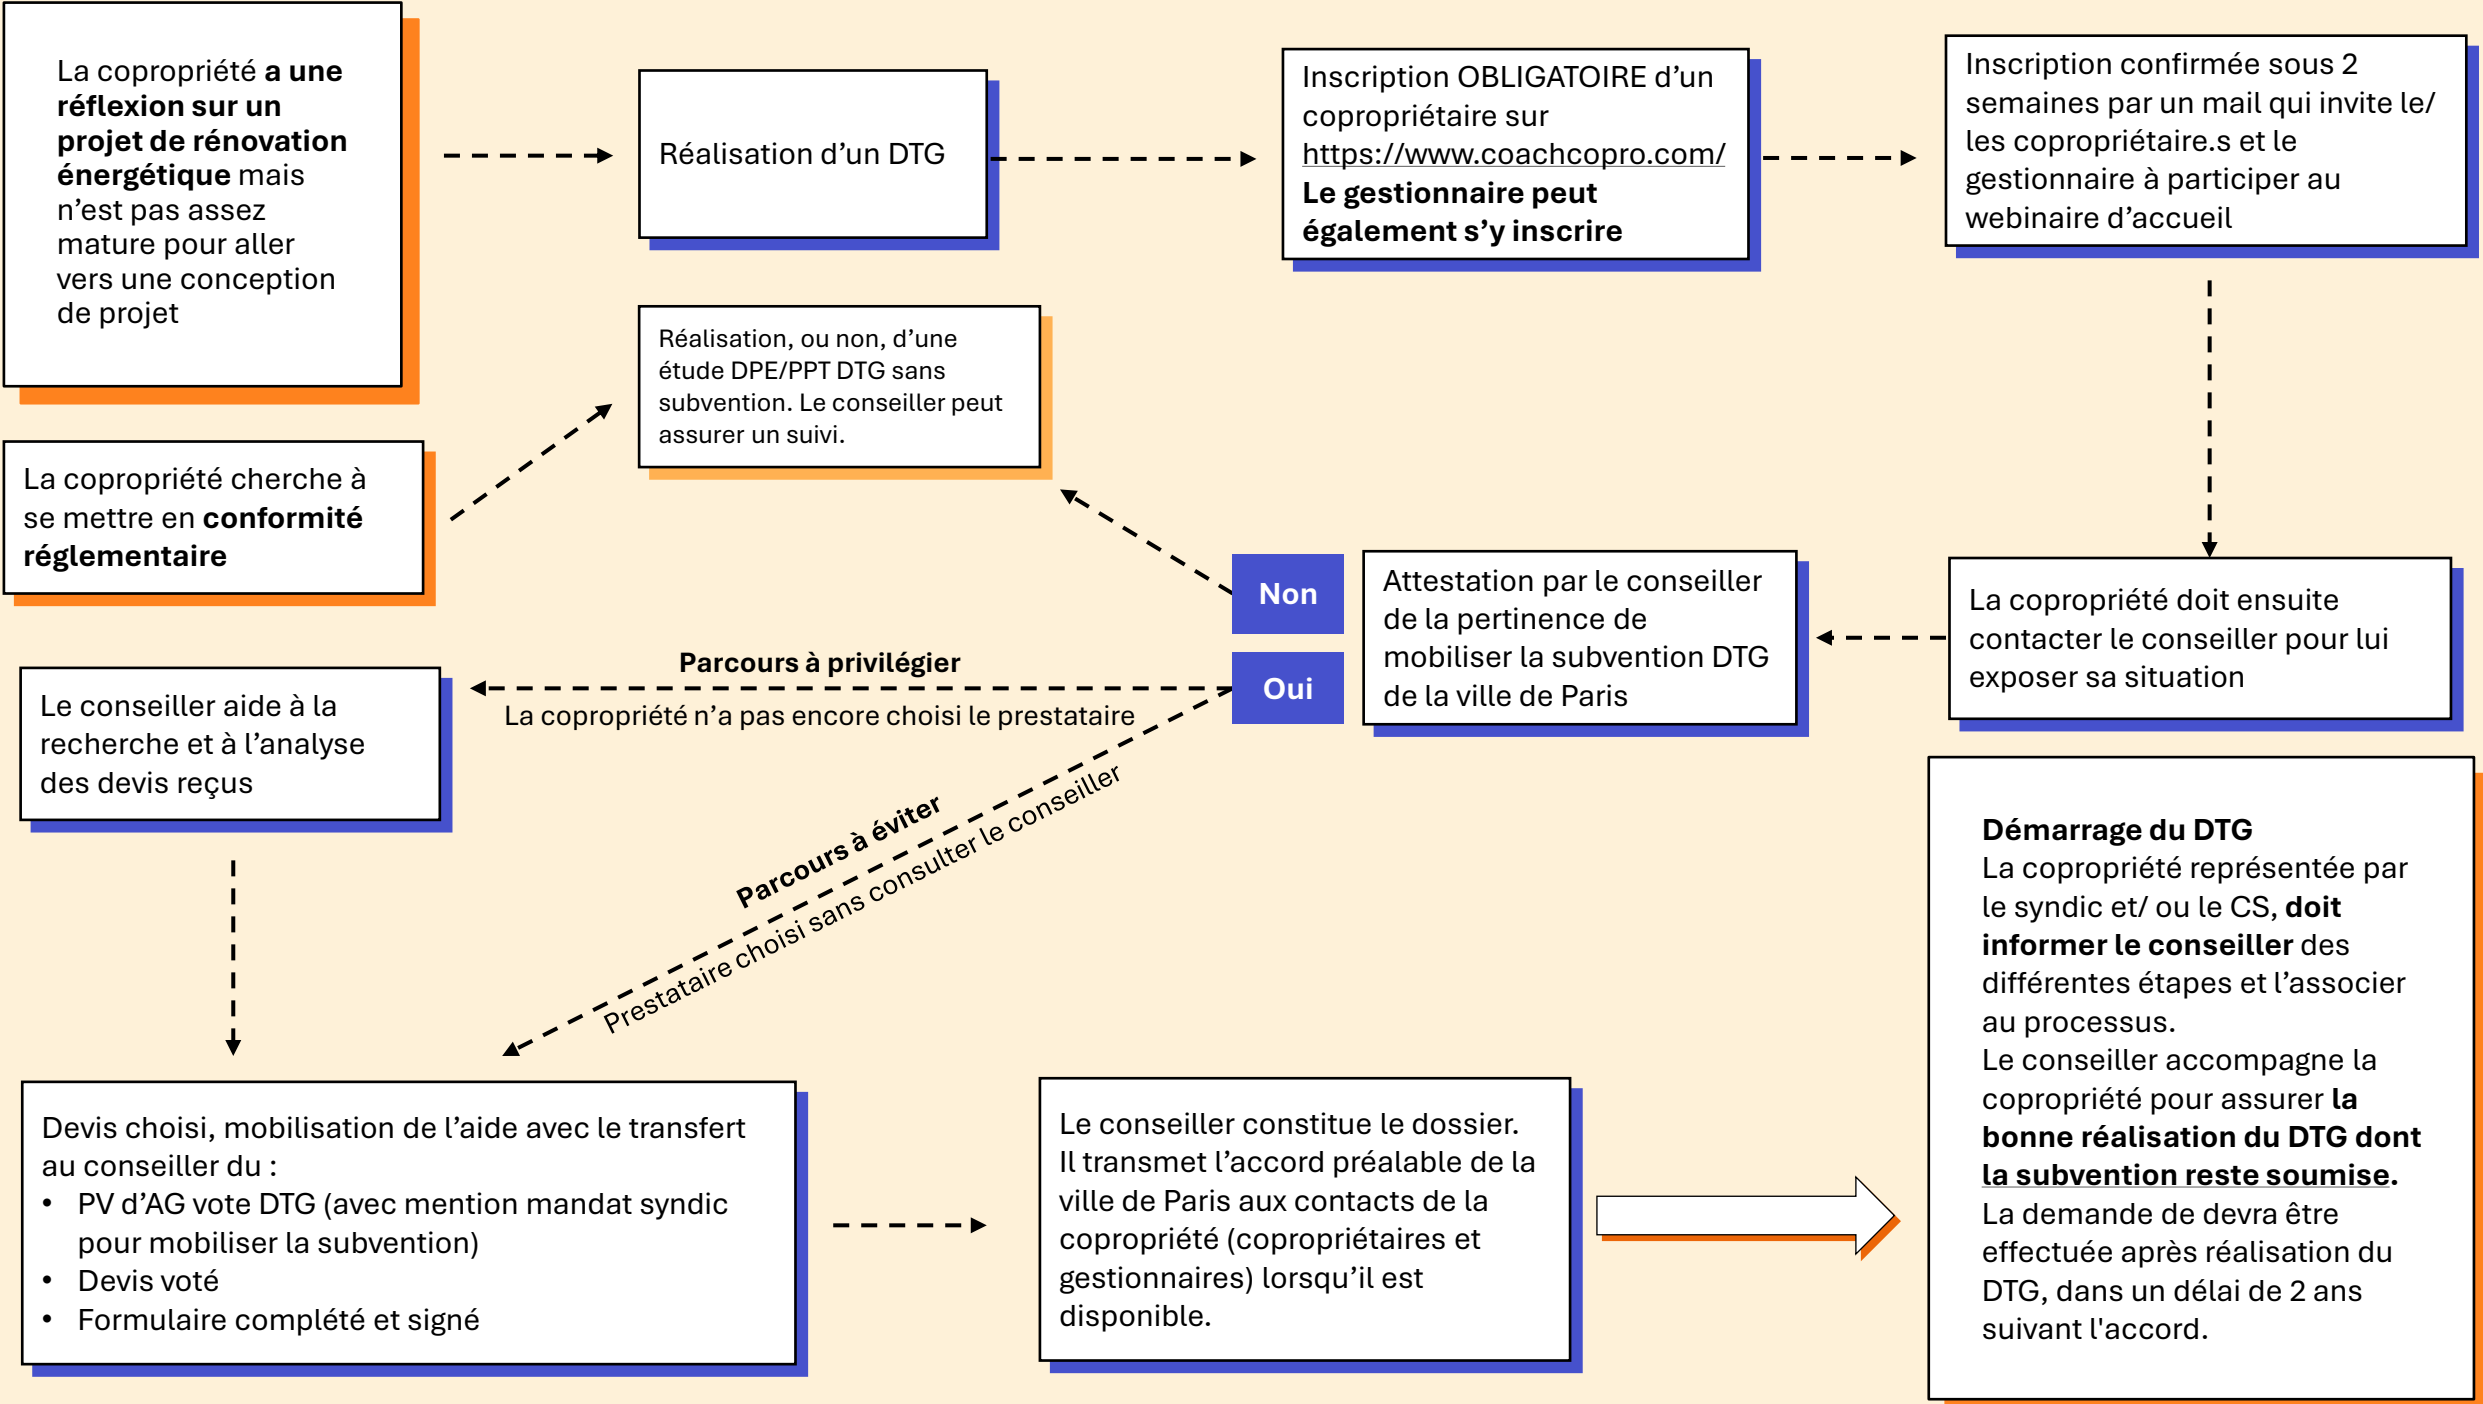 La copropriété a une
réflexion sur un
projet de rénovation
énergétique mais
n’est pas assez
mature pour aller
vers une conception
de projet
Réalisation d’un DTG
Inscription OBLIGATOIRE d’un
copropriétaire sur
https://www.coachcopro.com/
Le gestionnaire peut
également s’y inscrire
Inscription confirmée sous 2
semaines par un mail qui invite le/
les copropriétaire.s et le
gestionnaire à participer au
webinaire d’accueil
Réalisation, ou non, d’une
étude DPE/PPT DTG sans
subvention. Le conseiller peut
assurer un suivi.
La copropriété cherche à
se mettre en conformité
réglementaire
Non
Oui
Attestation par le conseiller
de la pertinence de
mobiliser la subvention DTG
de la ville de Paris
La copropriété doit ensuite
contacter le conseiller pour lui
exposer sa situation
Parcours à privilégier
La copropriété n’a pas encore choisi le prestataire
Le conseiller aide à la
recherche et à l’analyse
des devis reçus
Parcours à éviter
Prestataire choisi sans consulter le conseiller
Devis choisi, mobilisation de l’aide avec le transfert
au conseiller du :
• PV d’AG vote DTG (avec mention mandat syndic
pour mobiliser la subvention)
• Devis voté
• Formulaire complété et signé
Le conseiller constitue le dossier.
Il transmet l’accord préalable de la
ville de Paris aux contacts de la
copropriété (copropriétaires et
gestionnaires) lorsqu’il est
disponible.
Démarrage du DTG
La copropriété représentée par
le syndic et/ ou le CS, doit
informer le conseiller des
différentes étapes et l’associer
au processus.
Le conseiller accompagne la
copropriété pour assurer la
bonne réalisation du DTG dont
la subvention reste soumise.
La demande de devra être
effectuée après réalisation du
DTG, dans un délai de 2 ans
suivant l'accord.